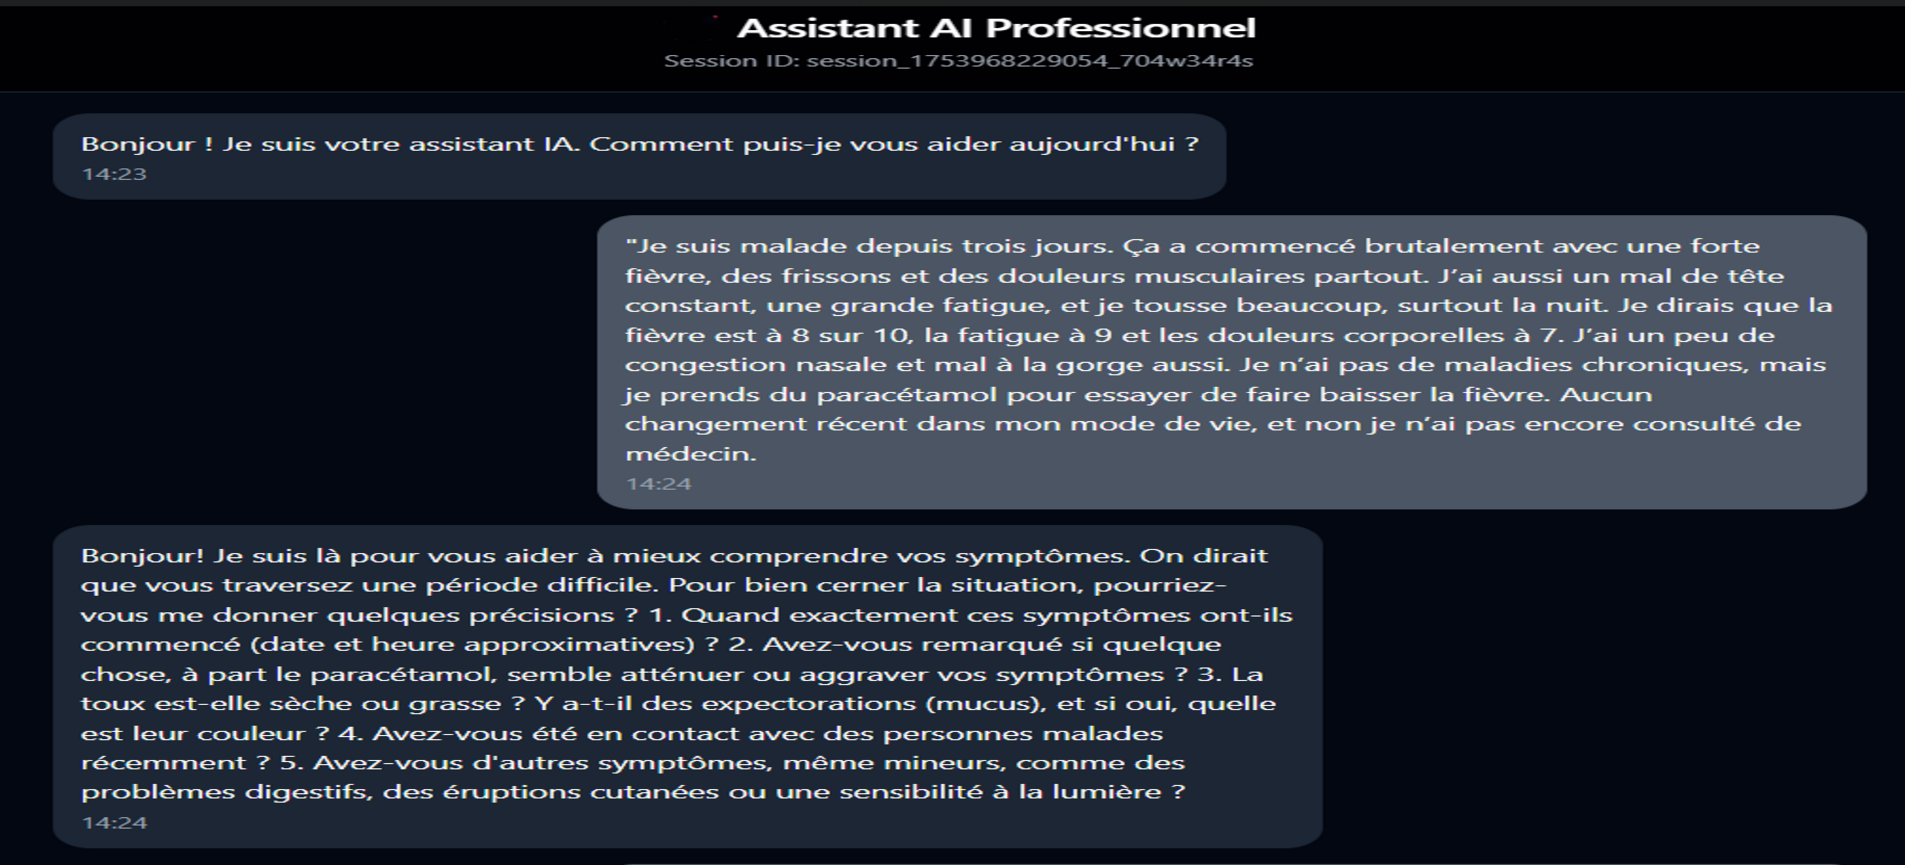 Assistant AI Professionnel
Session ID: session_1753968229054_704w34r4s
Bonjour ! Je suis votre assistant IA. Comment puis-je vous aider aujourd'hui ?
14:23
"Je suis malade depuis trois jours. Ça a commencé brutalement avec une forte
fièvre, des frissons et des douleurs musculaires partout. J’ai aussi un mal de tête
constant, une grande fatigue, et je tousse beaucoup, surtout la nuit. Je dirais que la
fièvre est à 8 sur 10, la fatigue à 9 et les douleurs corporelles à 7. J’ai un peu de
congestion nasale et mal à la gorge aussi. Je n’ai pas de maladies chroniques, mais
je prends du paracétamol pour essayer de faire baisser la fièvre. Aucun
changement récent dans mon mode de vie, et non je n’ai pas encore consulté de
médecin.
14:24
Bonjour! Je suis là pour vous aider à mieux comprendre vos symptômes. On dirait
que vous traversez une période difficile. Pour bien cerner la situation, pourriez-
vous me donner quelques précisions ? 1. Quand exactement ces symptômes ont-ils
commencé (date et heure approximatives) ? 2. Avez-vous remarqué si quelque
chose, à part le paracétamol, semble atténuer ou aggraver vos symptômes ? 3. La
toux est-elle sèche ou grasse ? Y a-t-il des expectorations (mucus), et si oui, quelle
est leur couleur ? 4. Avez-vous été en contact avec des personnes malades
récemment ? 5. Avez-vous d'autres symptômes, même mineurs, comme des
problèmes digestifs, des éruptions cutanées ou une sensibilité à la lumière ?
14:24